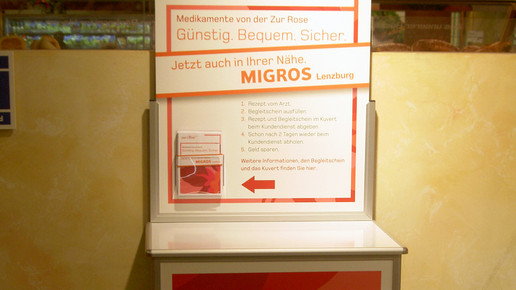 Medikamente von der Zur Rose
Günstig. Bequem. Sicher.
Jetzt auch in Ihrer Nähe.
MIGROS Lenzburg
1. Rezept vom Arzt.
2. Begleitschein ausfüllen.
3. Rezept und Begleitschein in Kuvert,
beim Kundendienst abgeben.
4. Schon nach 2 Tagen wieder beim
Kundendienst abholen.
5. Geld sparen.
Weitere Informationen, den Begleitschein
und das Kuvert finden Sie hier.
MIGROS